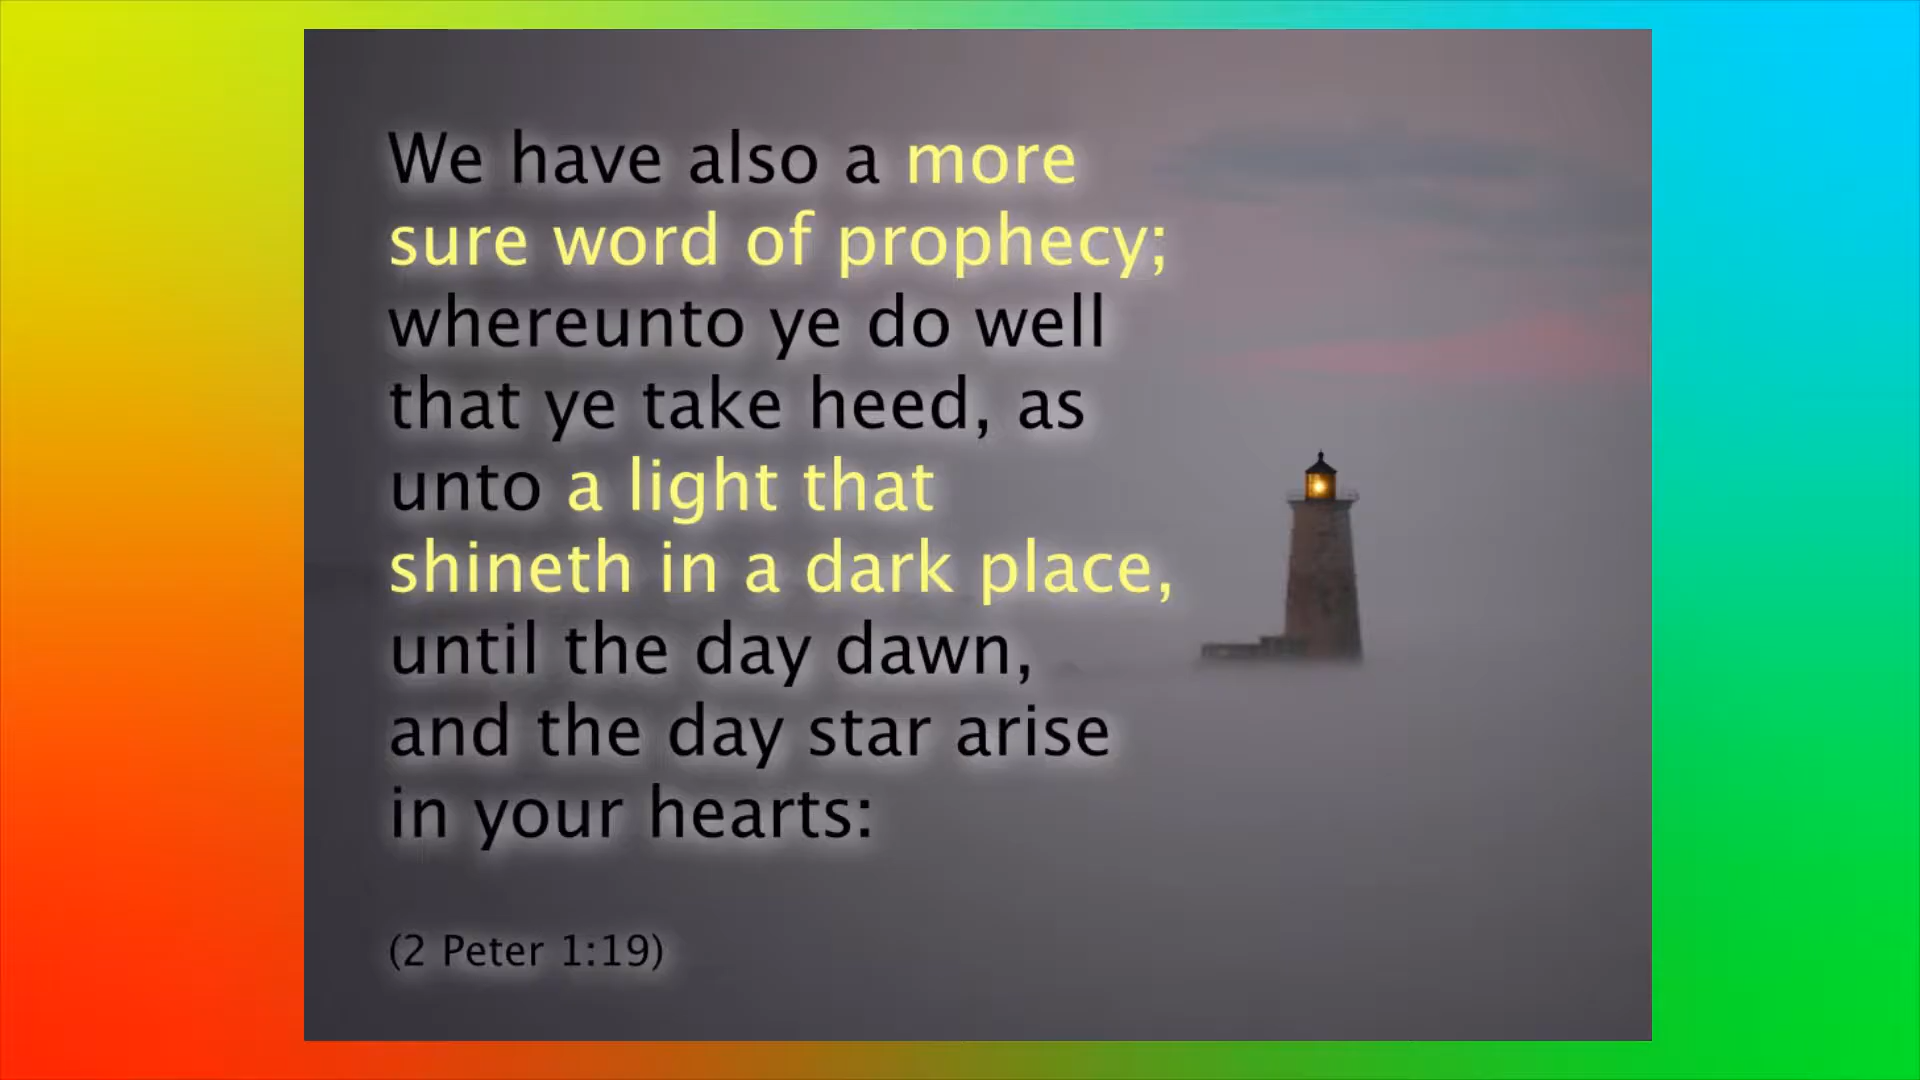 We have also a more
sure word of prophecy;
whereunto ye do well
that ye take heed, as
unto a light that
shineth in a dark place,
until the day dawn,
and the day star arise
in your hearts:
(2 Peter 1:19)